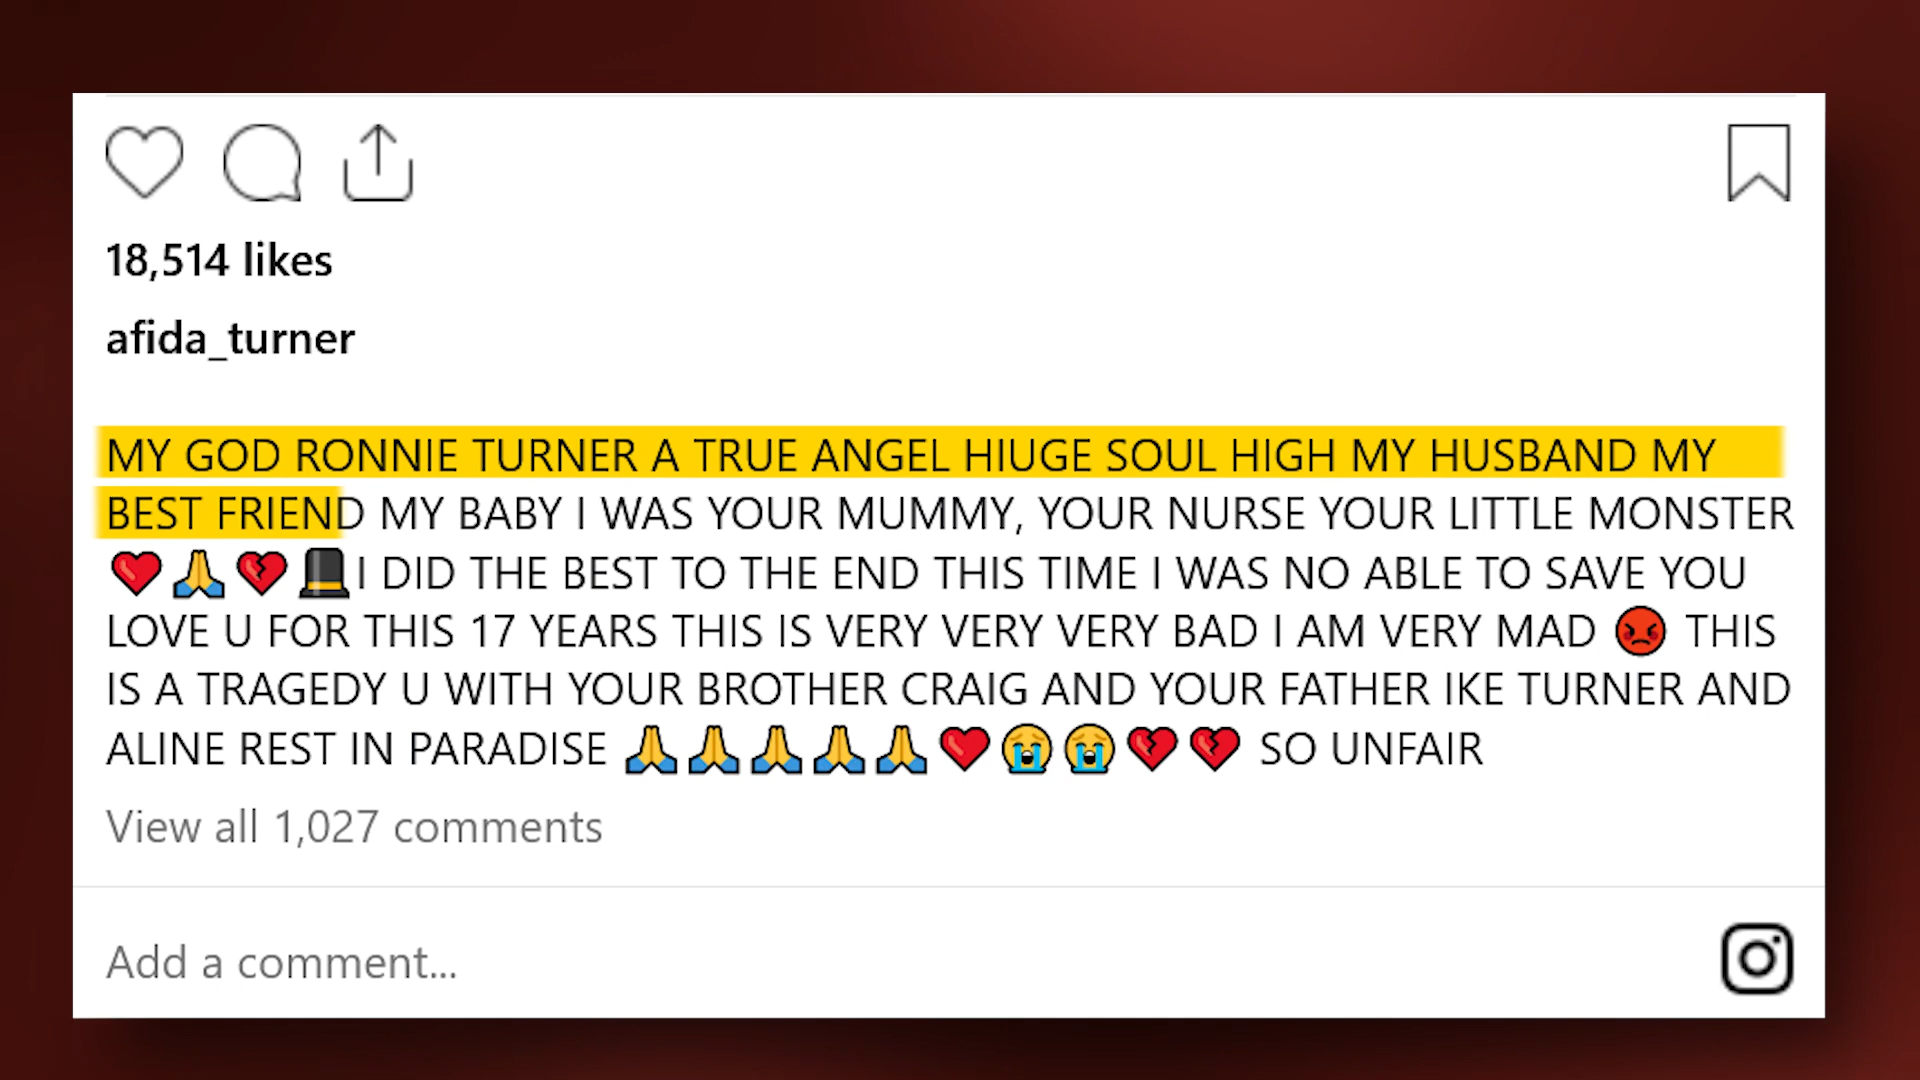 18,514 likes
afida_turner
MY GOD RONNIE TURNER A TRUE ANGEL HIUGE SOUL HIGH MY HUSBAND MY
BEST FRIEND MY BABY I WAS YOUR MUMMY, YOUR NURSE YOUR LITTLE MONSTER
❤️🙏💔🎩I DID THE BEST TO THE END THIS TIME I WAS NO ABLE TO SAVE YOU
LOVE U FOR THIS 17 YEARS THIS IS VERY VERY VERY BAD I AM VERY MAD 😡 THIS
IS A TRAGEDY U WITH YOUR BROTHER CRAIG AND YOUR FATHER IKE TURNER AND
ALINE REST IN PARADISE 🙏🙏🙏🙏🙏❤️😭😭💔💔 SO UNFAIR
View all 1,027 comments
Add a comment...